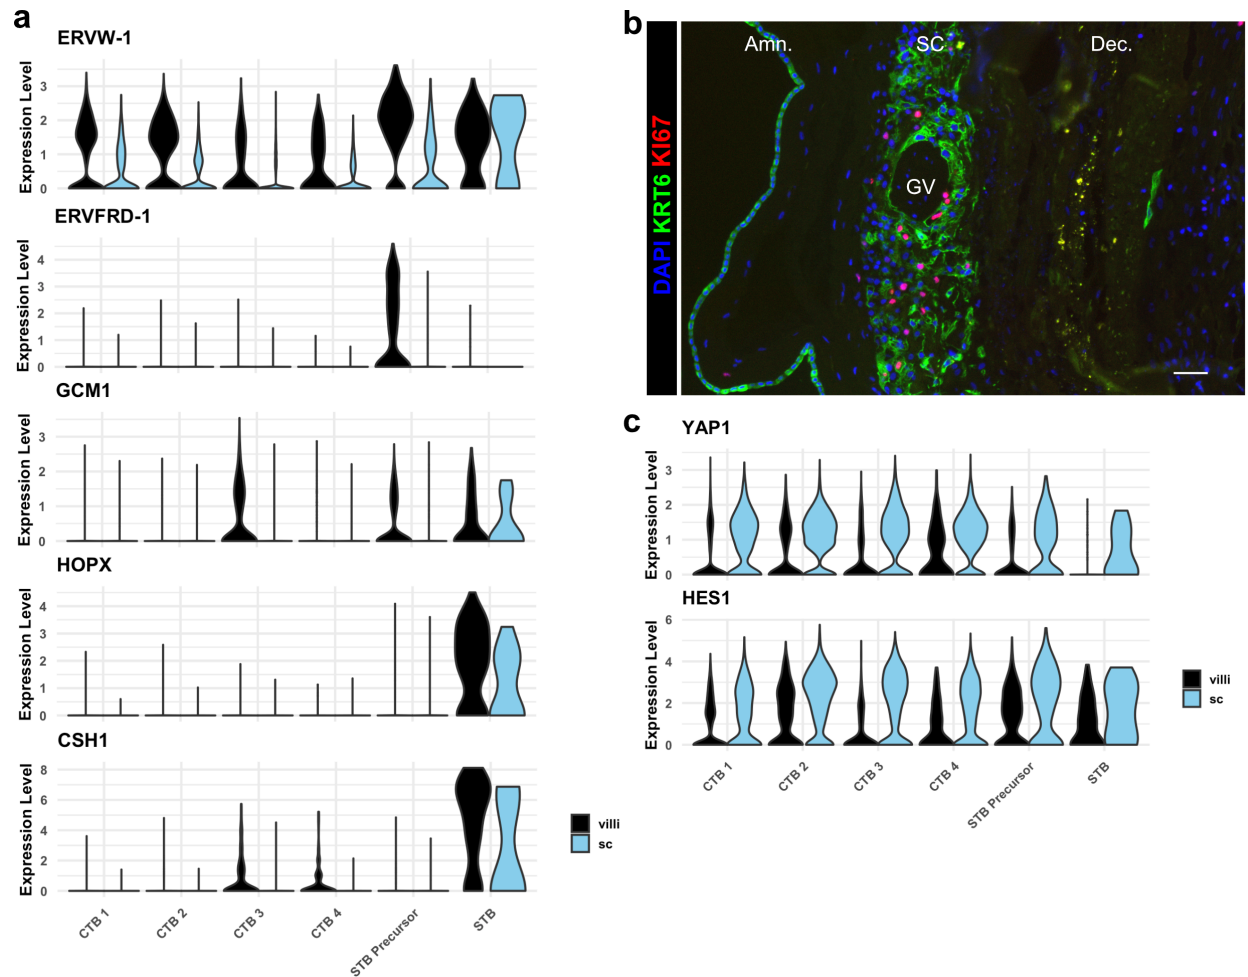 a
ERVW-1
Expression Level
3
2
1
0
ERVFRD-1
Expression Level
4
3
2
1
0
GCM1
Expression Level
3
2
1
0
HOPX
Expression Level
4
3
2
1
0
CSH1
Expression Level
8
6
4
2
0
CTB 1
CTB 2
CTB 3
CTB 4
STB Precursor
STB
villi
sc
b
DAPI KRT6 KI67
Amn.
SC
Dec.
GV
c
YAP1
Expression Level
3
2
1
0
HES1
Expression Level
6
4
2
0
CTB 1
CTB 2
CTB 3
CTB 4
STB Precursor
STB
villi
sc